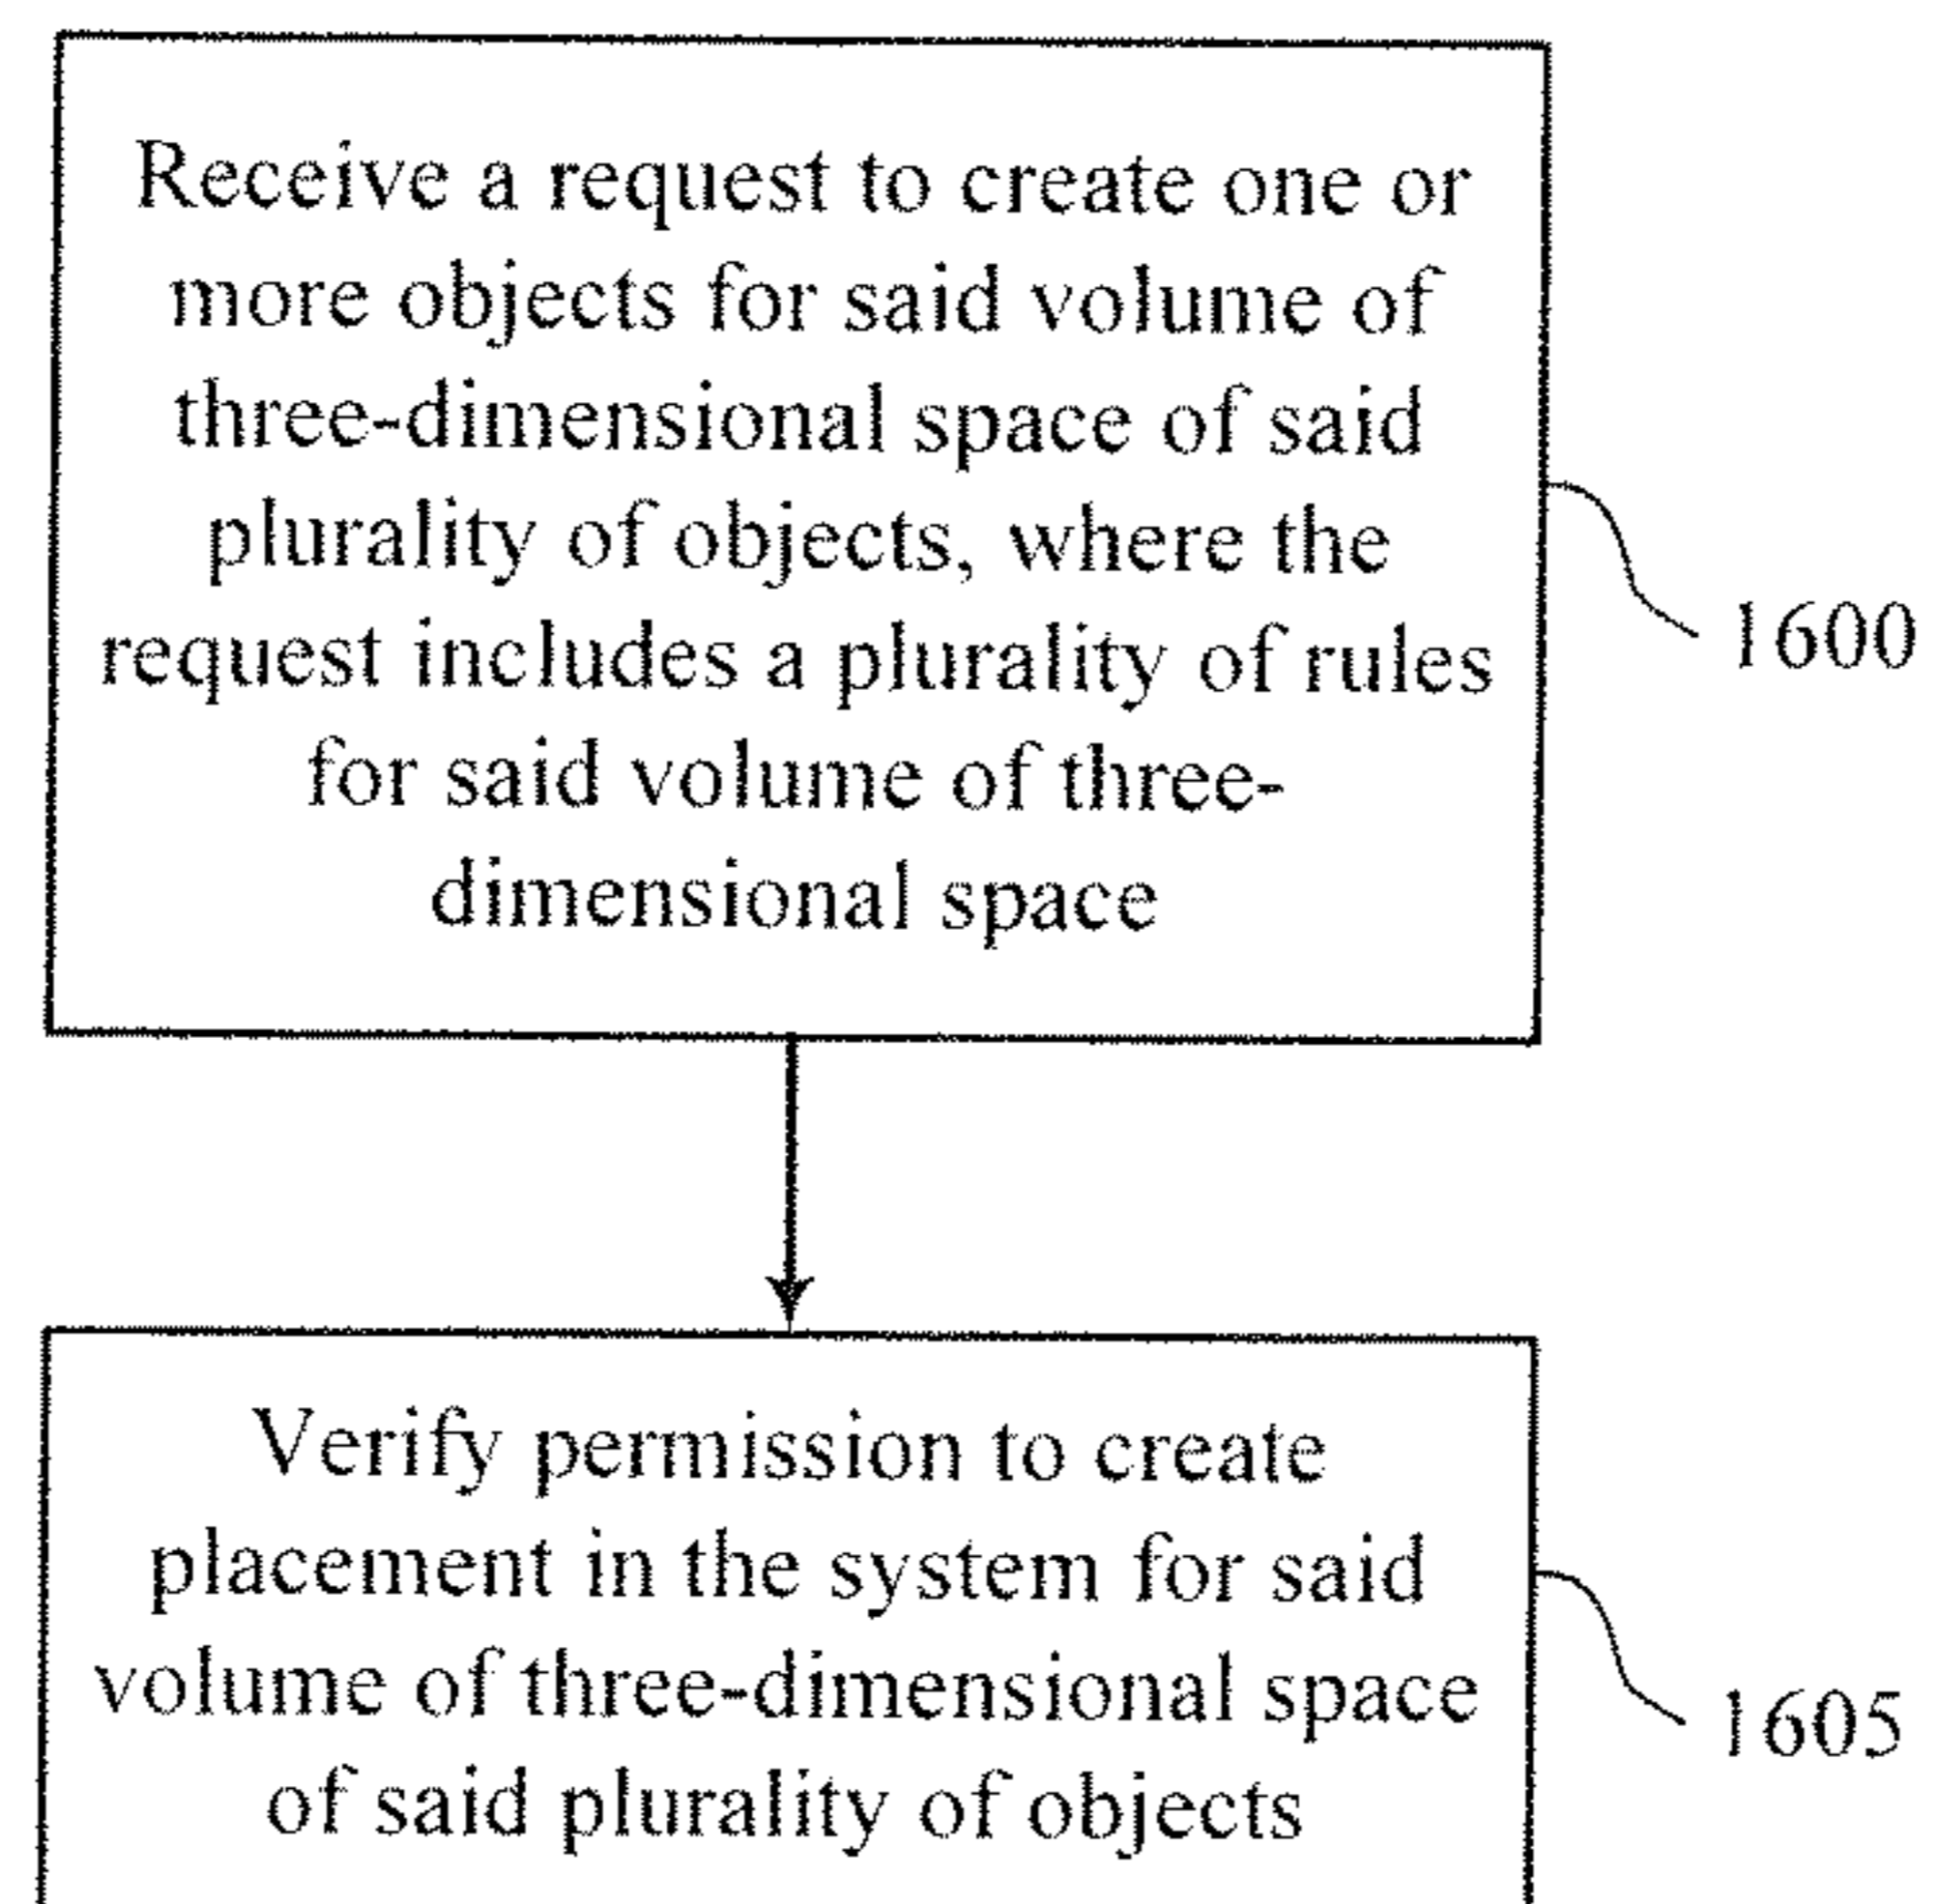 Receive a request to create one or
more objects for said volume of
three-dimensional space of said
plurality of objects, where the
request includes a plurality of rules
for said volume of three-
dimensional space
1600
Verify permission to create
placement in the system for said
volume of three-dimensional space
of said plurality of objects
1605